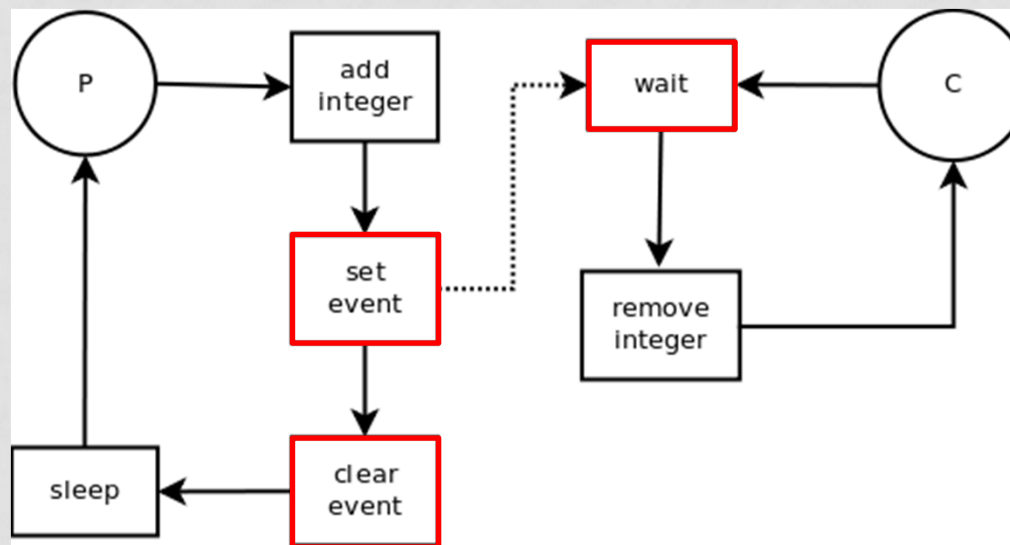 P
add
integer
wait
C
set
event
remove
integer
sleep
clear
event